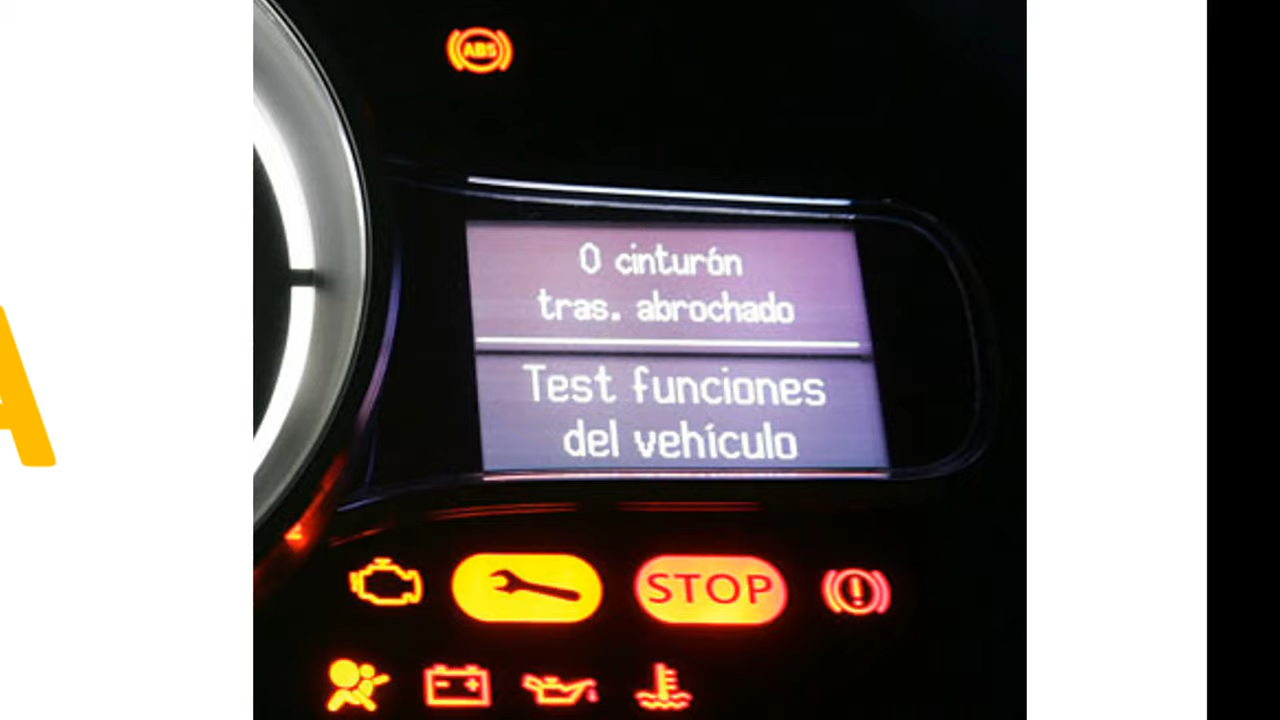 ABS
0 cinturón
tras. abrochado
Test funciones
del vehículo
STOP
A